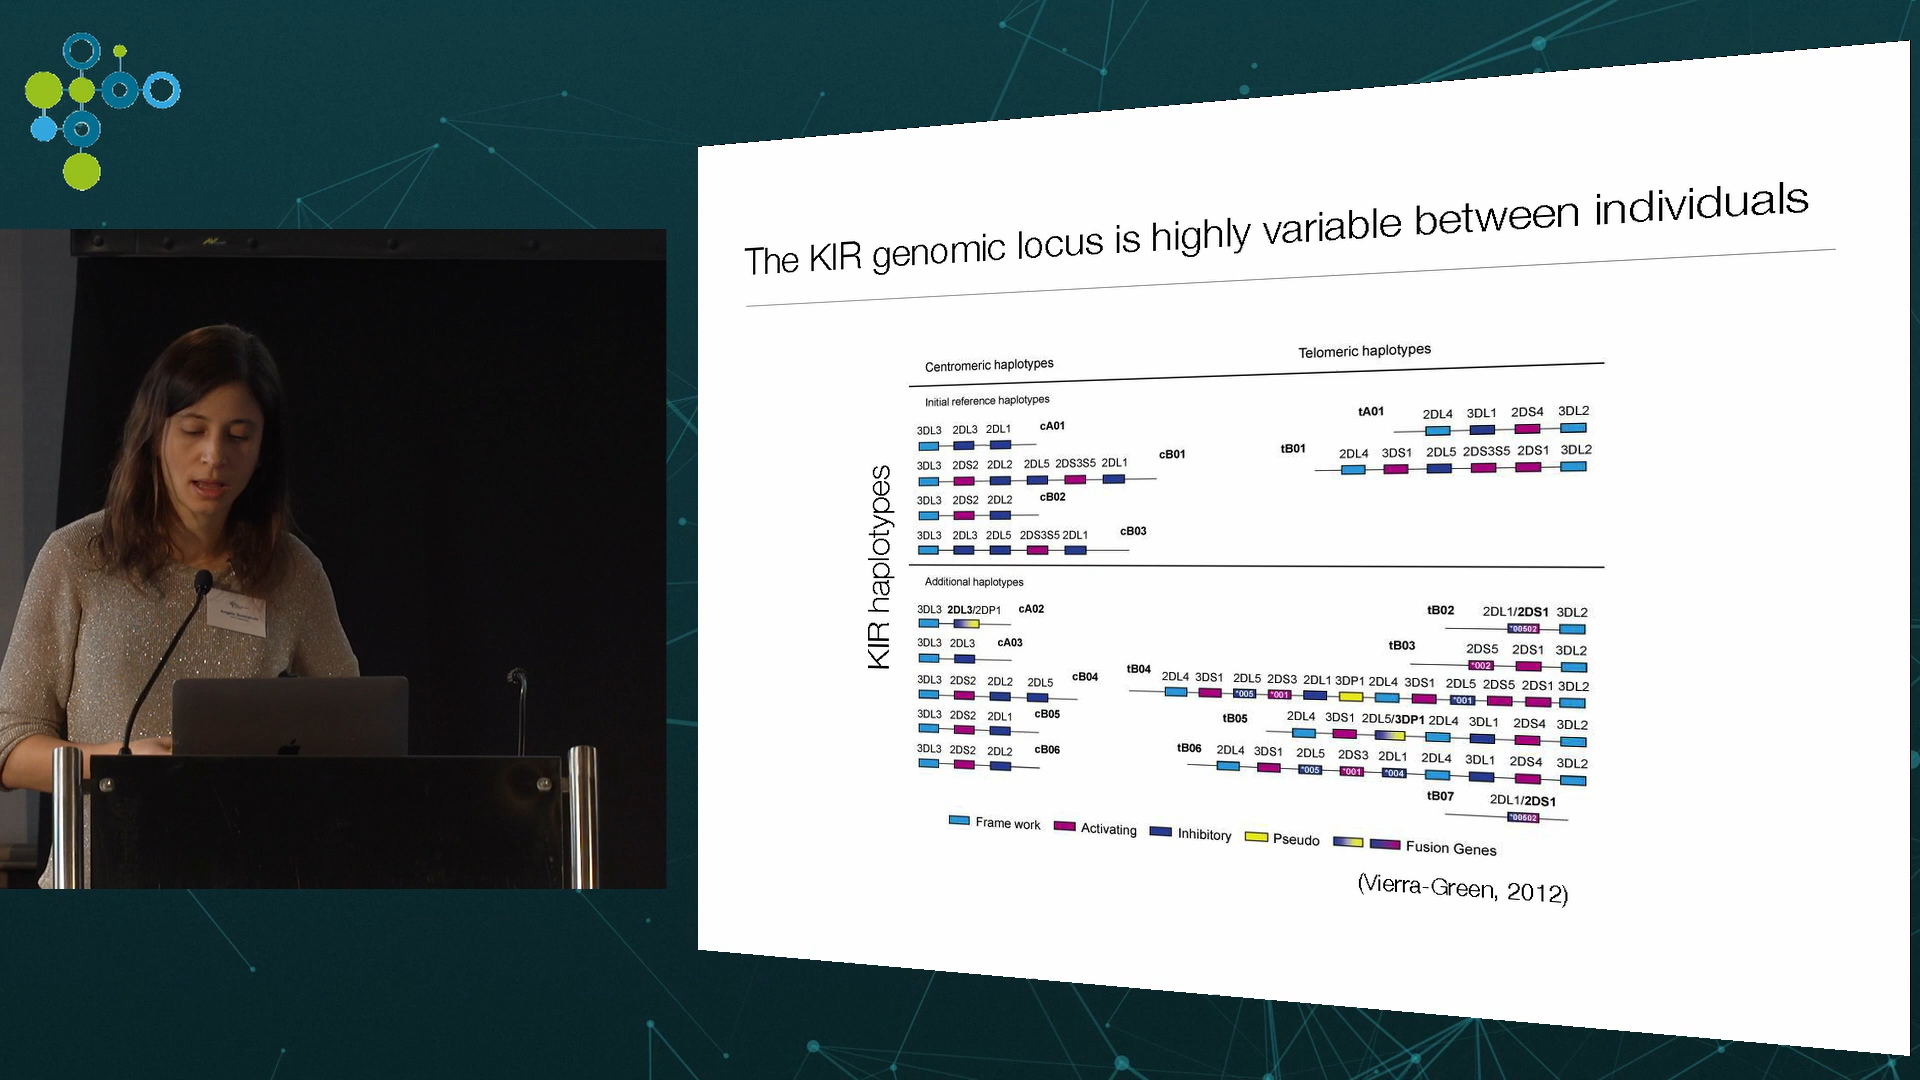 The KIR genomic locus is highly variable between individuals
Centromeric haplotypes
Telomeric haplotypes
KIR haplotypes
Initial reference haplotypes
3DL3 2DL3 2DL1 cA01
3DL3 2DS2 2DL2 2DL5 2DS3S5 2DL1 cB01
3DL3 2DS2 2DL2 cB02
3DL3 2DL3 2DL5 2DS3S5 2DL1 cB03
tA01 2DL4 3DL1 2DS4 3DL2
tB01 2DL4 3DS1 2DL5 2DS3S5 2DS1 3DL2
Additional haplotypes
3DL3 2DL3/2DP1 cA02
3DL3 2DL3 cA03
3DL3 2DS2 2DL2 2DL5 cB04
3DL3 2DS2 2DL1 cB05
3DL3 2DS2 2DL2 cB06
tB02 2DL1/2DS1 3DL2
*00502
tB03 2DS5 2DS1 3DL2
*002
tB04 2DL4 3DS1 2DL5 2DS3 2DL1 3DP1 2DL4 3DS1 2DL5 2DS5 2DS1 3DL2
*005 *001 *001
tB05 2DL4 3DS1 2DL5/3DP1 2DL4 3DL1 2DS4 3DL2
tB06 2DL4 3DS1 2DL5 2DS3 2DL1 2DL4 3DL1 2DS4 3DL2
*005 *001 *004
tB07 2DL1/2DS1
*00502
Frame work Activating Inhibitory Pseudo Fusion Genes
(Vierra-Green, 2012)